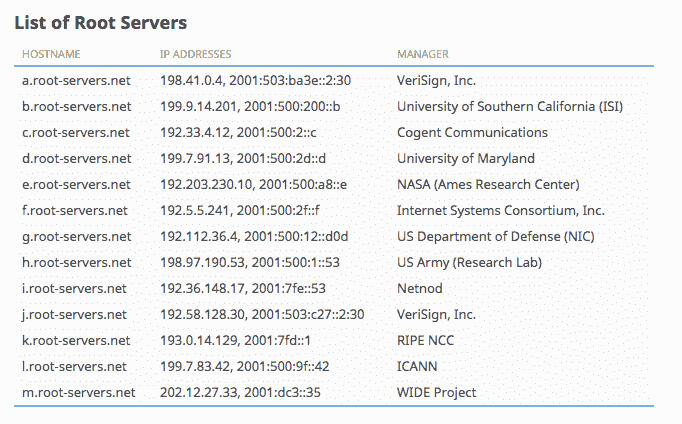 List of Root Servers
HOSTNAME IP ADDRESSES MANAGER
a.root-servers.net 198.41.0.4, 2001:503:ba3e::2:30 VeriSign, Inc.
b.root-servers.net 199.9.14.201, 2001:500:200::b University of Southern California (ISI)
c.root-servers.net 192.33.4.12, 2001:500:2::c Cogent Communications
d.root-servers.net 199.7.91.13, 2001:500:2d::d University of Maryland
e.root-servers.net 192.203.230.10, 2001:500:a8::e NASA (Ames Research Center)
f.root-servers.net 192.5.5.241, 2001:500:2f::f Internet Systems Consortium, Inc.
g.root-servers.net 192.112.36.4, 2001:500:12::d0d US Department of Defense (NIC)
h.root-servers.net 198.97.190.53, 2001:500:1::53 US Army (Research Lab)
i.root-servers.net 192.36.148.17, 2001:7fe::53 Netnod
j.root-servers.net 192.58.128.30, 2001:503:c27::2:30 VeriSign, Inc.
k.root-servers.net 193.0.14.129, 2001:7fd::1 RIPE NCC
l.root-servers.net 199.7.83.42, 2001:500:9f::42 ICANN
m.root-servers.net 202.12.27.33, 2001:dc3::35 WIDE Project